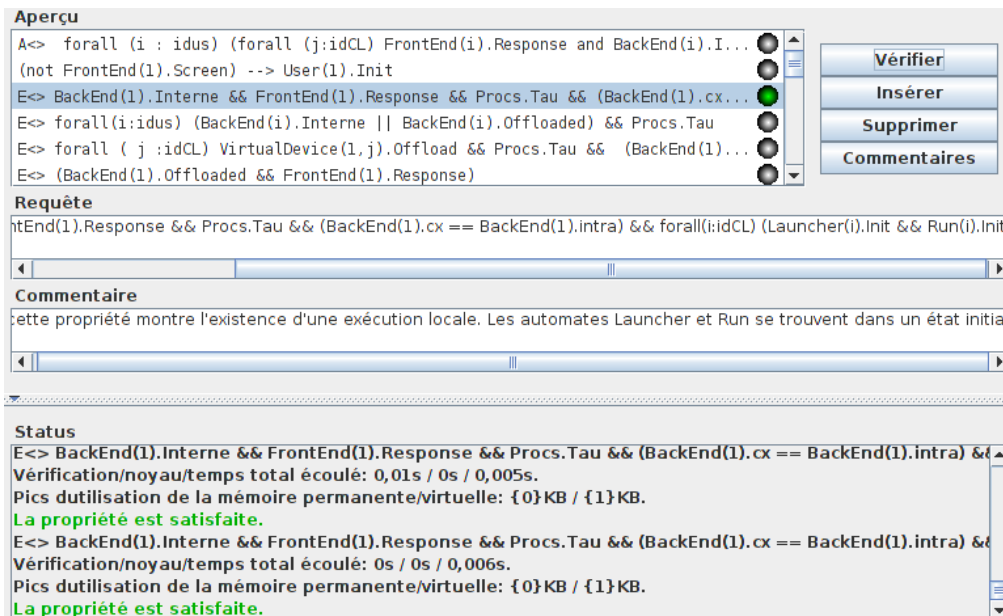 Aperçu
A<> forall (i : idus) (forall (j:idCL) FrontEnd(i).Response and BackEnd(i).I...
(not FrontEnd(1).Screen) --> User(1).Init
E<> BackEnd(1).Interne && FrontEnd(1).Response && Procs.Tau && (BackEnd(1).cx...
E<> forall(i:idus) (BackEnd(i).Interne || BackEnd(i).Offloaded) && Procs.Tau
E<> forall ( j :idCL) VirtualDevice(1,j).Offload && Procs.Tau && (BackEnd(1)...
E<> (BackEnd(1).Offloaded && FrontEnd(1).Response)
Vérifier
Insérer
Supprimer
Commentaires
Requête
ntEnd(1).Response && Procs.Tau && (BackEnd(1).cx == BackEnd(1).intra) && forall(i:idCL) (Launcher(i).Init && Run(i).Init
Commentaire
cette propriété montre l'existence d'une exécution locale. Les automates Launcher et Run se trouvent dans un état initia
Status
E<> BackEnd(1).Interne && FrontEnd(1).Response && Procs.Tau && (BackEnd(1).cx == BackEnd(1).intra) &&
Vérification/noyau/temps total écoulé: 0,01s / 0s / 0,005s.
Pics dutilisation de la mémoire permanente/virtuelle: {0}KB / {1}KB.
La propriété est satisfaite.
E<> BackEnd(1).Interne && FrontEnd(1).Response && Procs.Tau && (BackEnd(1).cx == BackEnd(1).intra) &&
Vérification/noyau/temps total écoulé: 0s / 0s / 0,006s.
Pics dutilisation de la mémoire permanente/virtuelle: {0}KB / {1}KB.
La propriété est satisfaite.